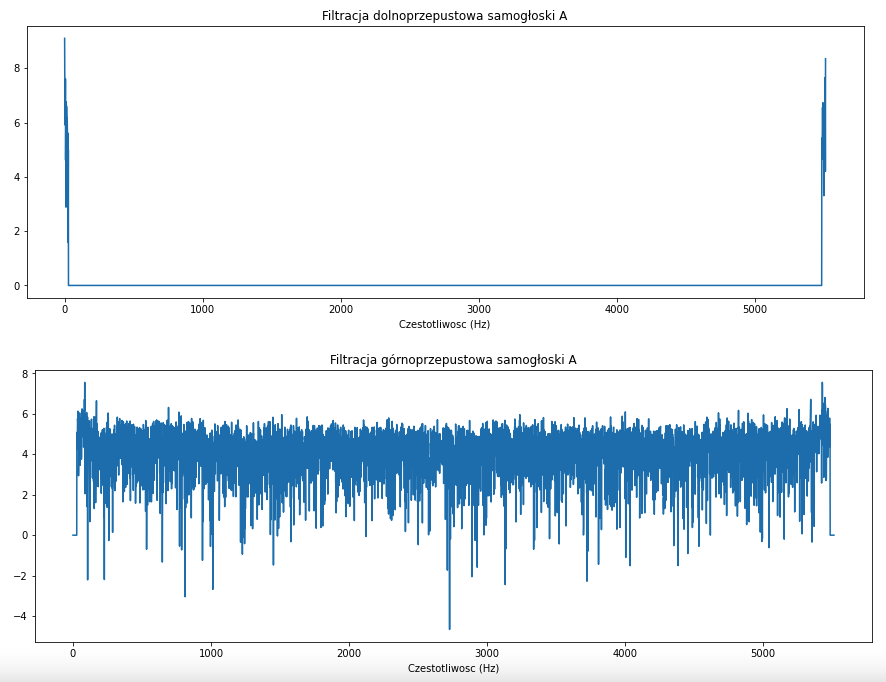 Filtracja dolnoprzepustowa samogłoski A
8
6
4
2
0
0 1000 2000 3000 4000 5000
Czestotliwosc (Hz)
Filtracja górnoprzepustowa samogłoski A
8
6
4
2
0
−2
−4
0 1000 2000 3000 4000 5000
Czestotliwosc (Hz)